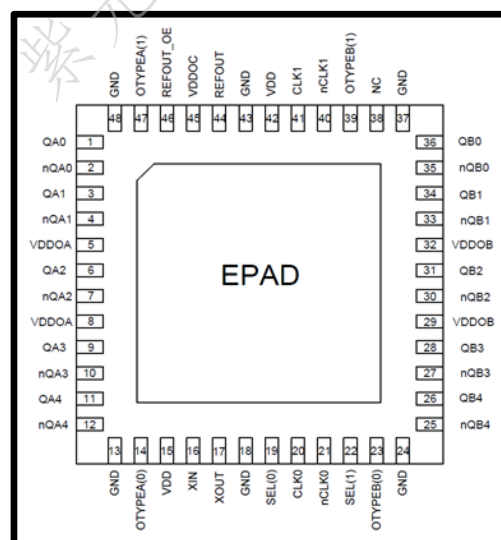 紫光
GND OTYPEA(1) REFOUT_OE VDDOC REFOUT GND VDD CLK1 nCLK1 OTYPEB(1) NC GND
48 47 46 45 44 43 42 41 40 39 38 37
QA0 1 36 QB0
nQA0 2 35 nQB0
QA1 3 34 QB1
nQA1 4 33 nQB1
VDDOA 5 32 VDDOB
QA2 6 31 QB2
EPAD
nQA2 7 30 nQB2
VDDOA 8 29 VDDOB
QA3 9 28 QB3
nQA3 10 27 nQB3
QA4 11 26 QB4
nQA4 12 25 nQB4
13 14 15 16 17 18 19 20 21 22 23 24
GND OTYPEA(0) VDD XIN XOUT GND SEL(0) CLK0 nCLK0 SEL(1) OTYPEB(0) GND